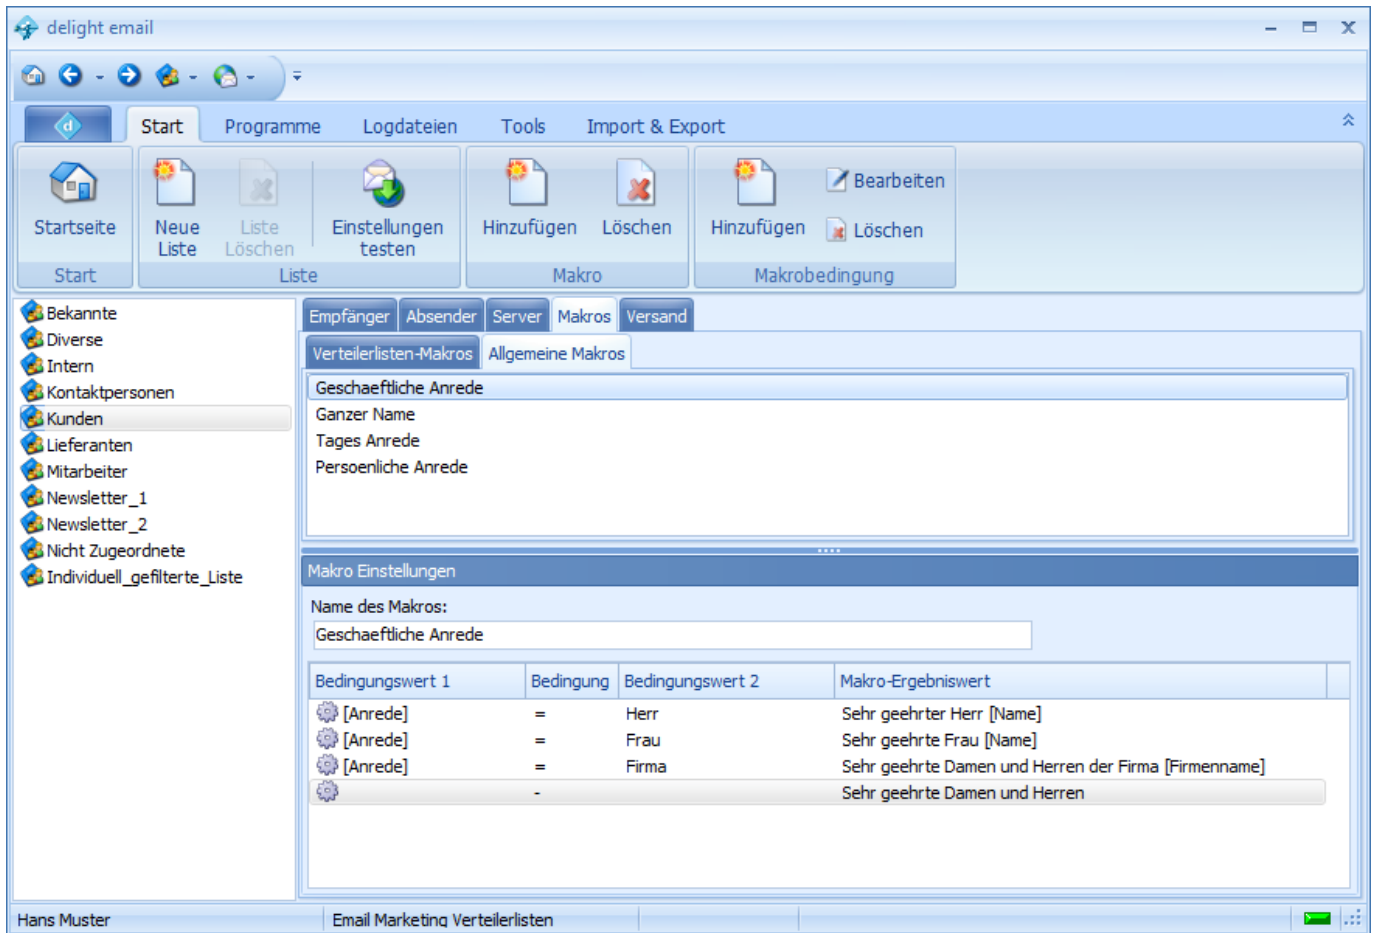 delight email
d
Start Programme Logdateien Tools Import & Export
Startseite Neue Liste Liste Löschen Einstellungen testen Hinzufügen Löschen Hinzufügen Bearbeiten Löschen
Start Liste Makro Makrobedingung
Bekannte
Diverse
Intern
Kontaktpersonen
Kunden
Lieferanten
Mitarbeiter
Newsletter_1
Newsletter_2
Nicht Zugeordnete
Individuell_gefilterte_Liste
Empfänger Absender Server Makros Versand
Verteilerlisten-Makros Allgemeine Makros
Geschaeftliche Anrede
Ganzer Name
Tages Anrede
Persoenliche Anrede
Makro Einstellungen
Name des Makros:
Geschaeftliche Anrede
Bedingungswert 1 Bedingung Bedingungswert 2 Makro-Ergebniswert
[Anrede] = Herr Sehr geehrter Herr [Name]
[Anrede] = Frau Sehr geehrte Frau [Name]
[Anrede] = Firma Sehr geehrte Damen und Herren der Firma [Firmenname]
- Sehr geehrte Damen und Herren
Hans Muster Email Marketing Verteilerlisten